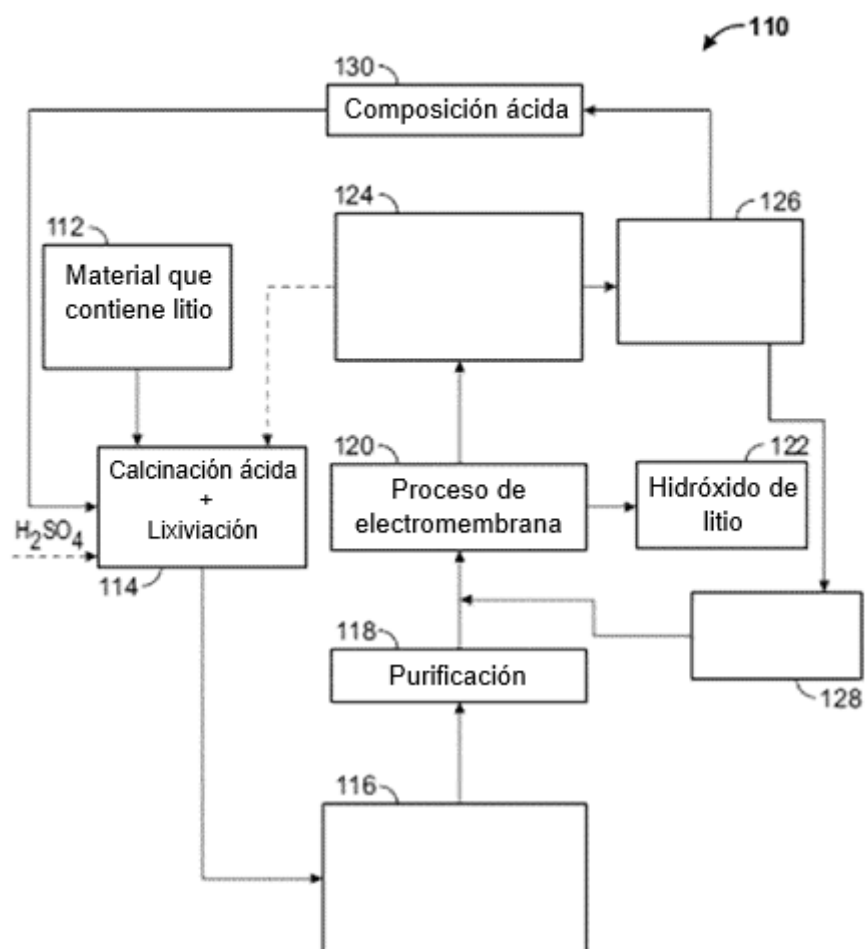 110
130
Composición ácida
124
126
112
Material que
contiene litio
120
122
Calcinación ácida
+
Lixiviación
Proceso de
electromembrana
Hidróxido de
litio
H2SO4
114
118
Purificación
128
116